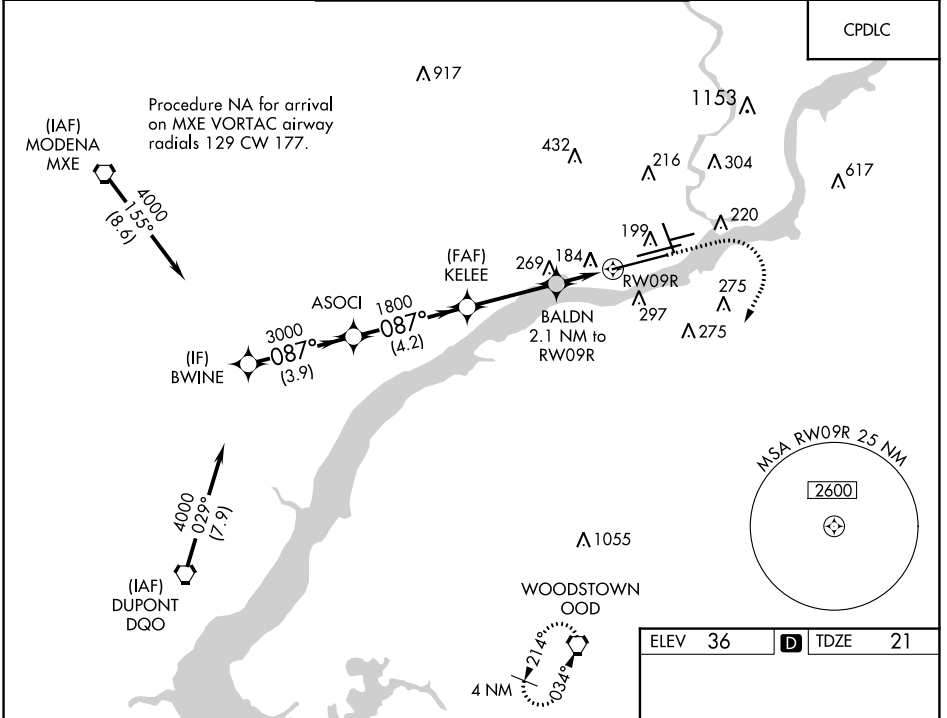 CPDLC
917
1153
Procedure NA for arrival
on MXE VORTAC airway
radials 129 CW 177.
(IAF)
MODENA
MXE
4000
155°
(8.6)
432
216
304
617
199
220
(FAF)
KELEE
269
184
RW09R
ASOCI
1800
087°
(4.2)
3000
087°
(3.9)
(IF)
BWINE
BALDN
2.1 NM to
RW09R
297
275
275
MSA RW09R 25 NM
2600
4000
029°
(7.9)
(IAF)
DUPONT
DQO
1055
WOODSTOWN
OOD
214°
034°
4 NM
ELEV 36 D TDZE 21